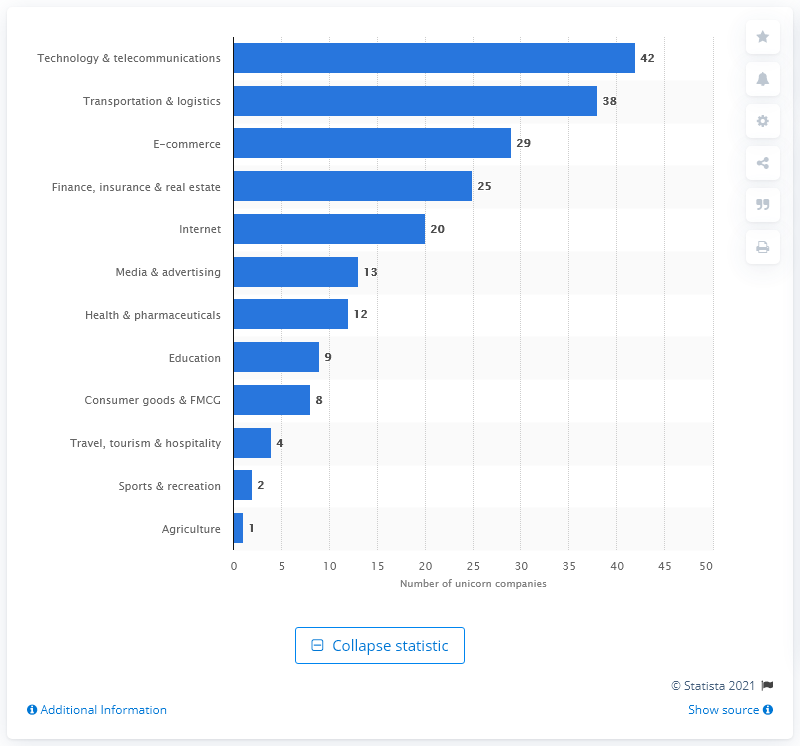 Technology & telecommunications 42
Transportation & logistics 38
E-commerce 29
Finance, insurance & real estate 25
Internet 20
Media & advertising 13
Health & pharmaceuticals 12
Education 9
Consumer goods & FMCG 8
Travel, tourism & hospitality 4
Sports & recreation 2
Agriculture 1
0 5 10 15 20 25 30 35 40 45 50
Number of unicorn companies
Collapse statistic
© Statista 2021
Additional Information
Show source